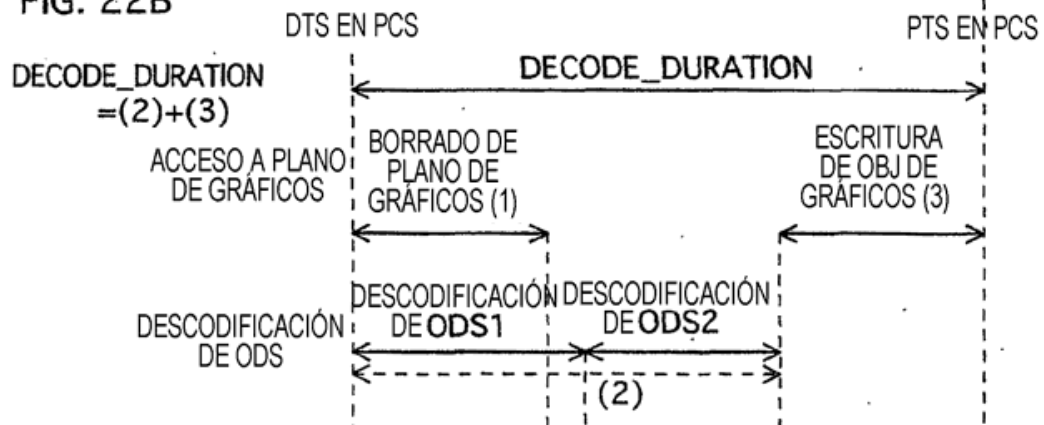 FIG. 22B
DTS EN PCS
PTS EN PCS
DECODE_DURATION
=(2)+(3)
DECODE_DURATION
ACCESO A PLANO
DE GRÁFICOS
BORRADO DE
PLANO DE
GRÁFICOS (1)
ESCRITURA
DE OBJ DE
GRÁFICOS (3)
DESCODIFICACIÓN
DE ODS
DESCODIFICACIÓN
DE ODS1
DESCODIFICACIÓN
DE ODS2
(2)